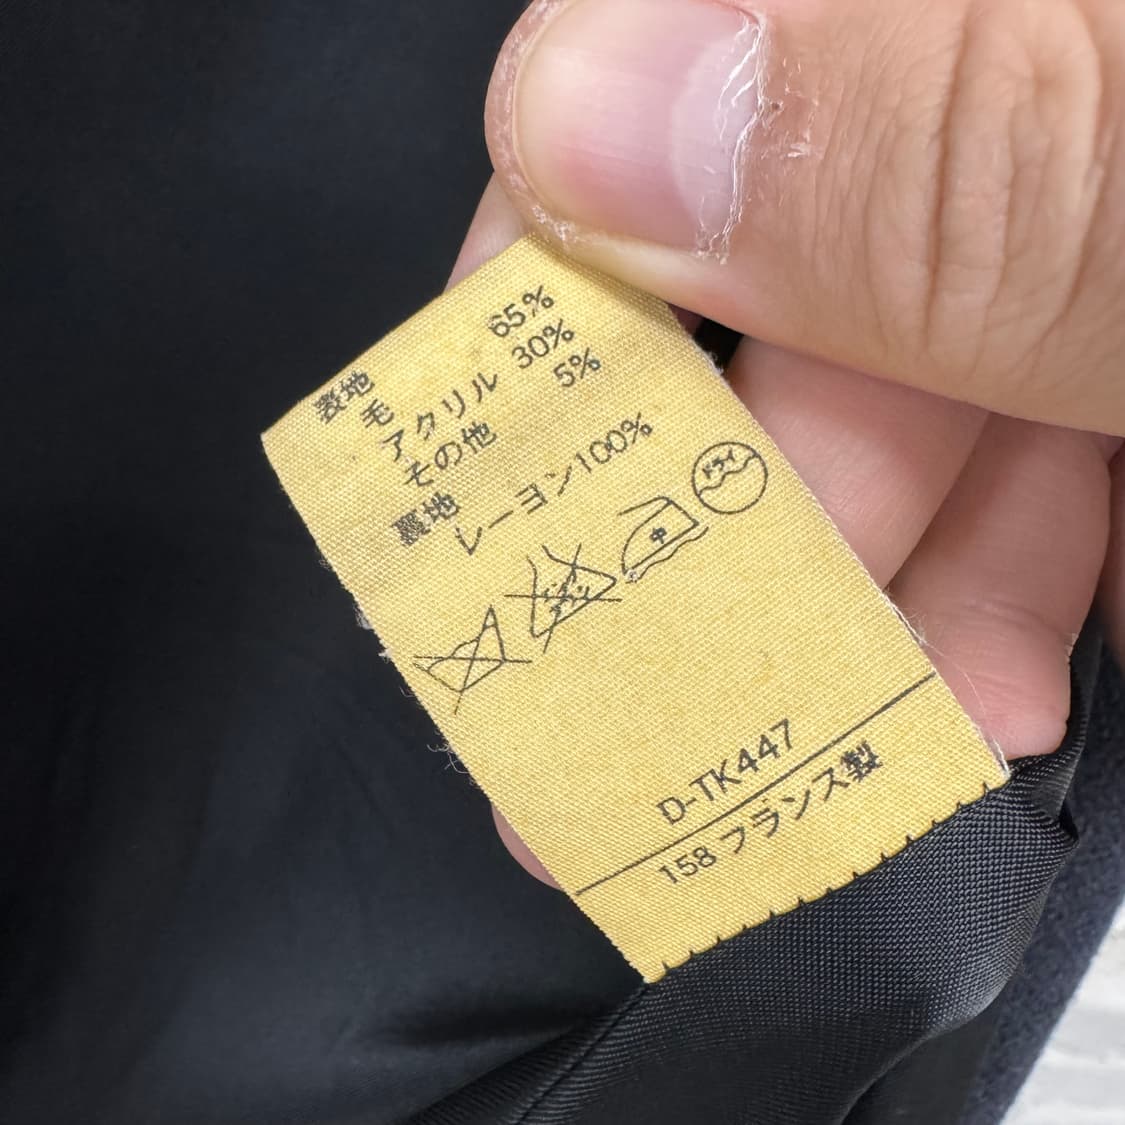 表地
毛 65%
アクリル 30%
その他 5%
裏地
レーヨン100%
中
ドライ
D-TK447
158 フランス製